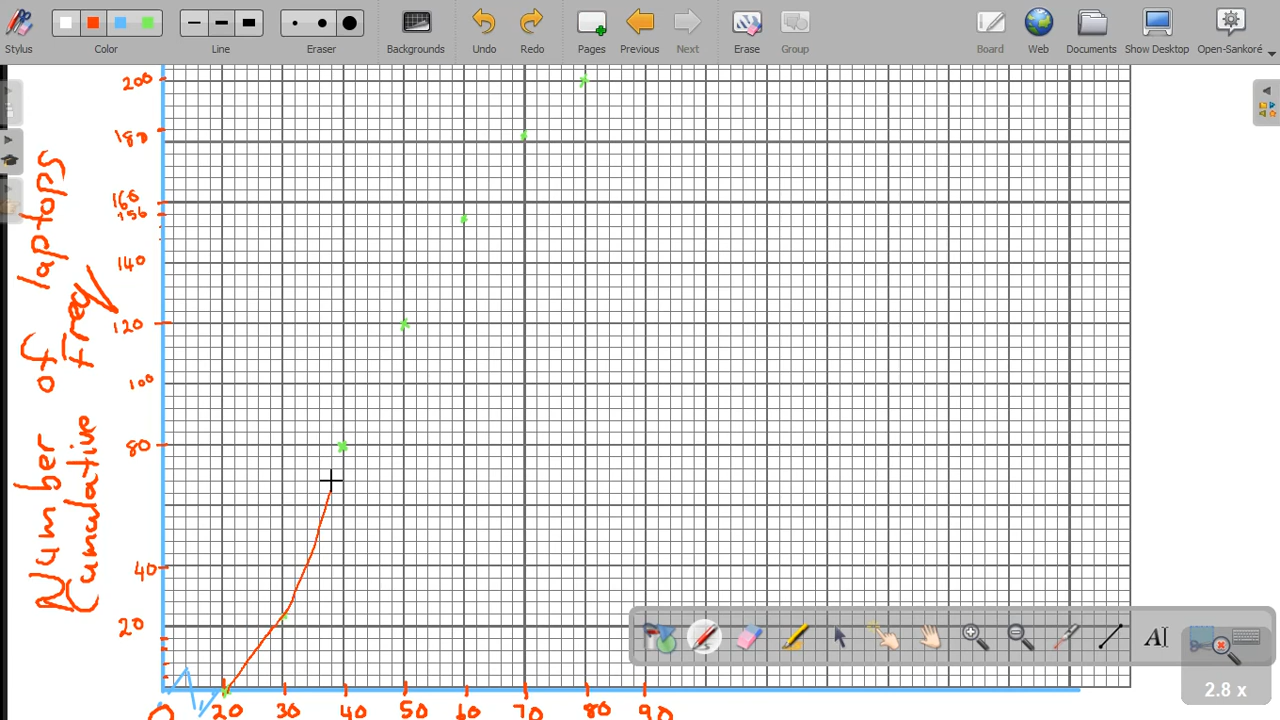 Stylus Color Line Eraser Backgrounds Undo Redo Pages Previous Next Erase Group Board Web Documents Show Desktop Open-Sankoré
Number of laptops
Cumulative Freq
200
180
160
156
140
120
100
80
40
20
0 20 30 40 50 60 70 80 90
A
2.8 x